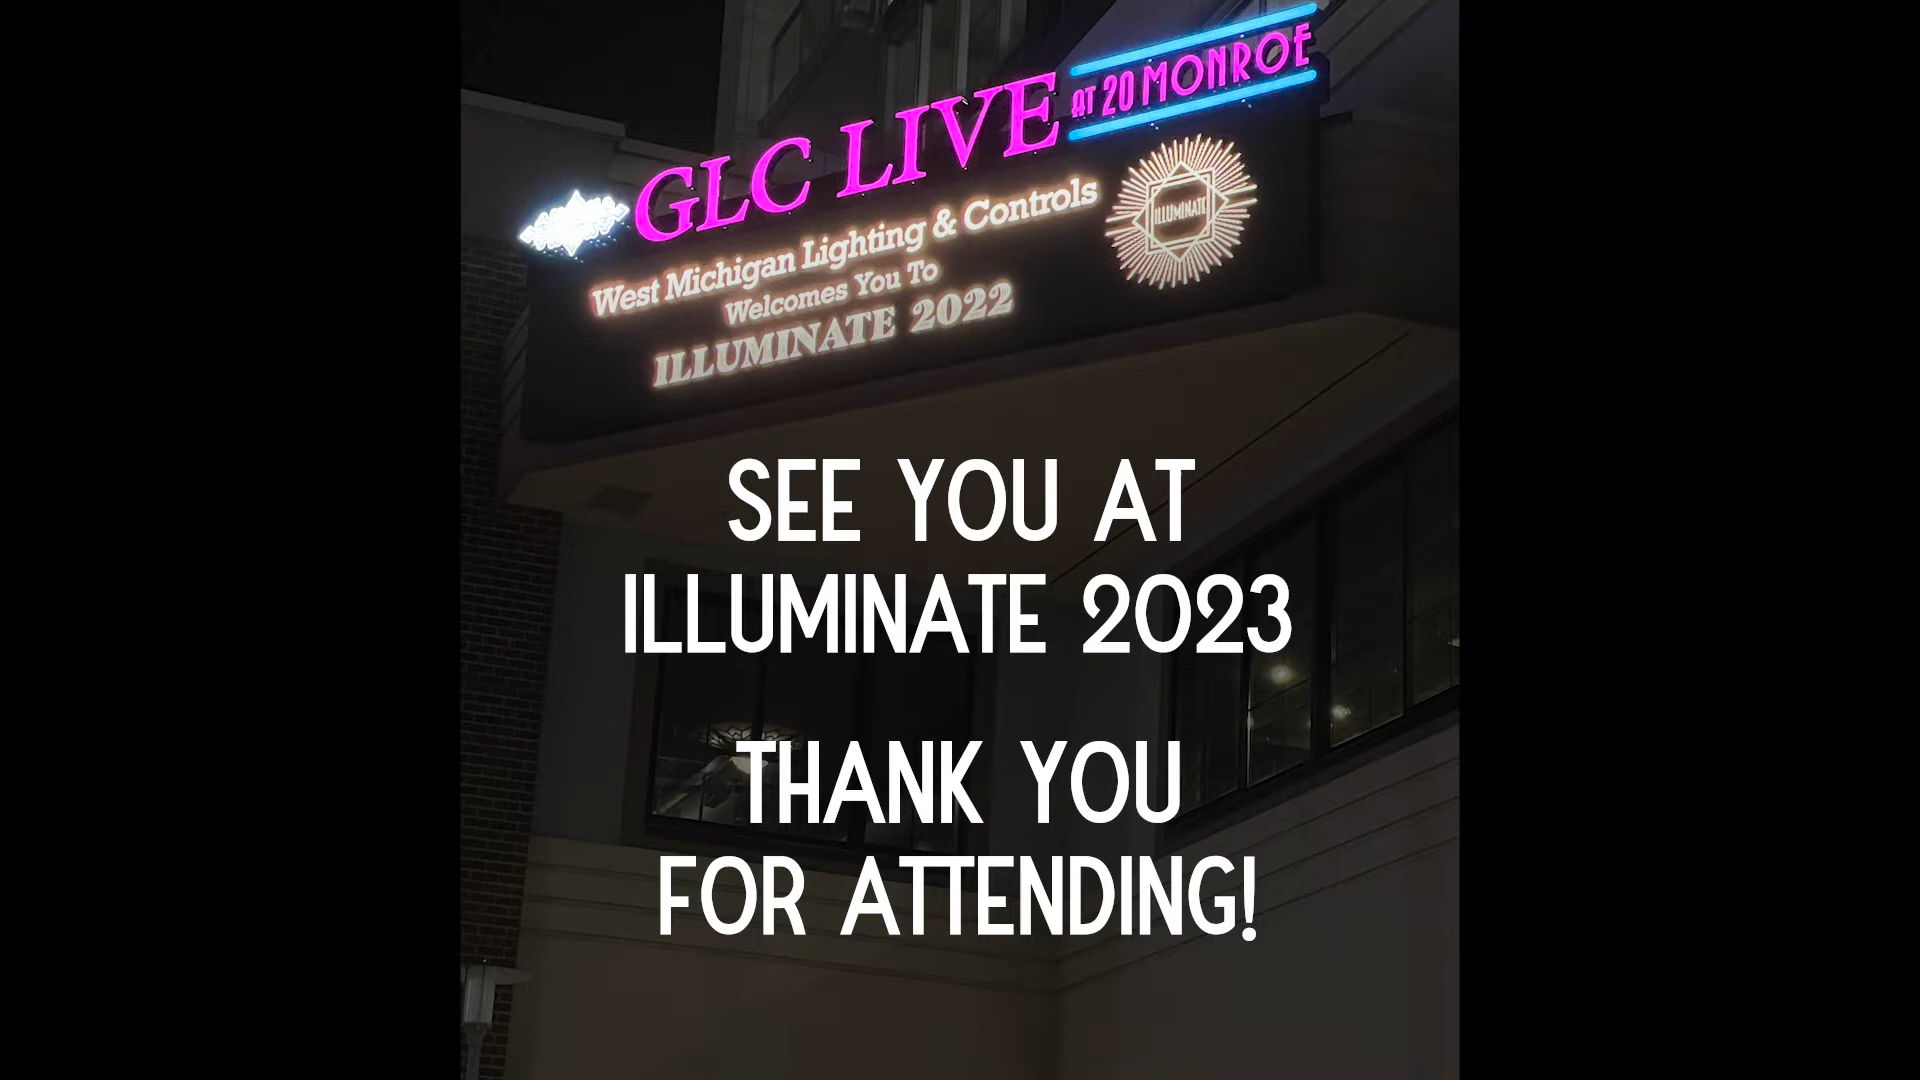 GLC LIVE AT 20 MONROE
West Michigan Lighting & Controls
Welcomes You To
ILLUMINATE 2022
ILLUMINATE
SEE YOU AT
ILLUMINATE 2023
THANK YOU
FOR ATTENDING!